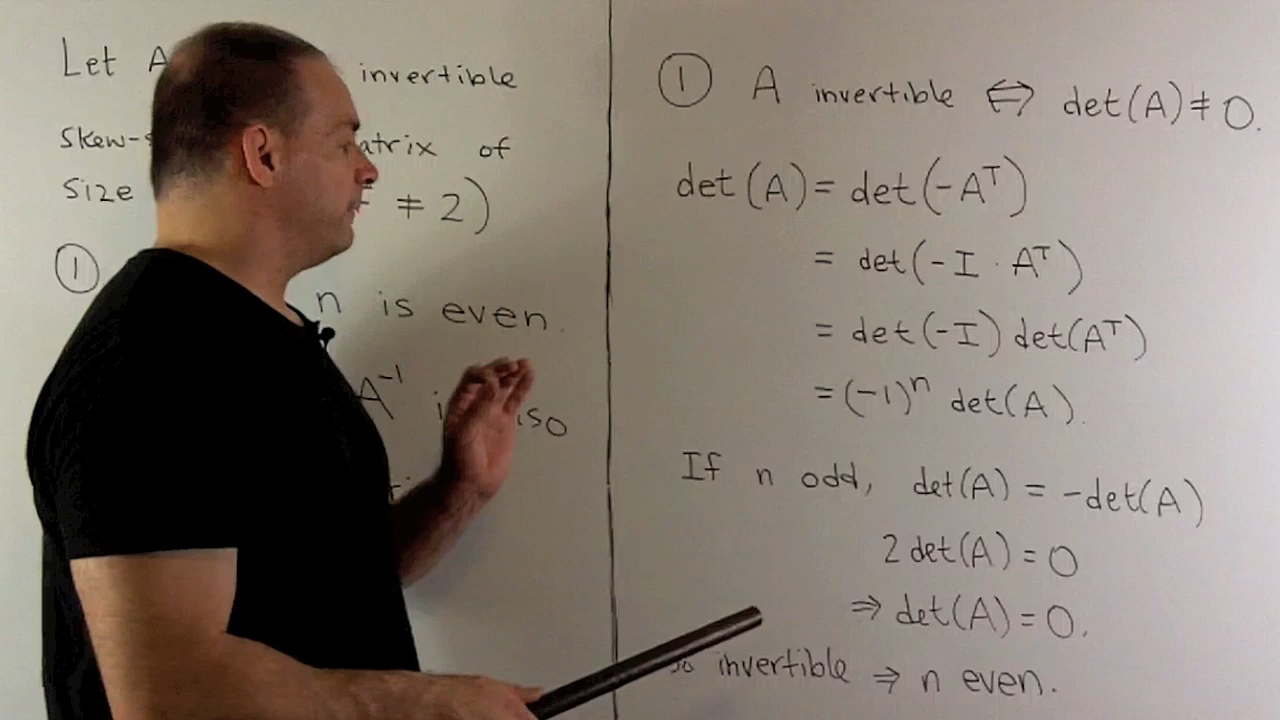 Let A invertible
skew- atrix of
size ≠ 2)
①
n is even.
A⁻¹
① A invertible ⇔ det(A) ≠ 0.
det(A) = det(-Aᵀ)
= det(-I · Aᵀ)
= det(-I) det(Aᵀ)
= (-1)ⁿ det(A).
If n odd, det(A) = -det(A)
2 det(A) = 0
⇒ det(A) = 0.
So invertible ⇒ n even.